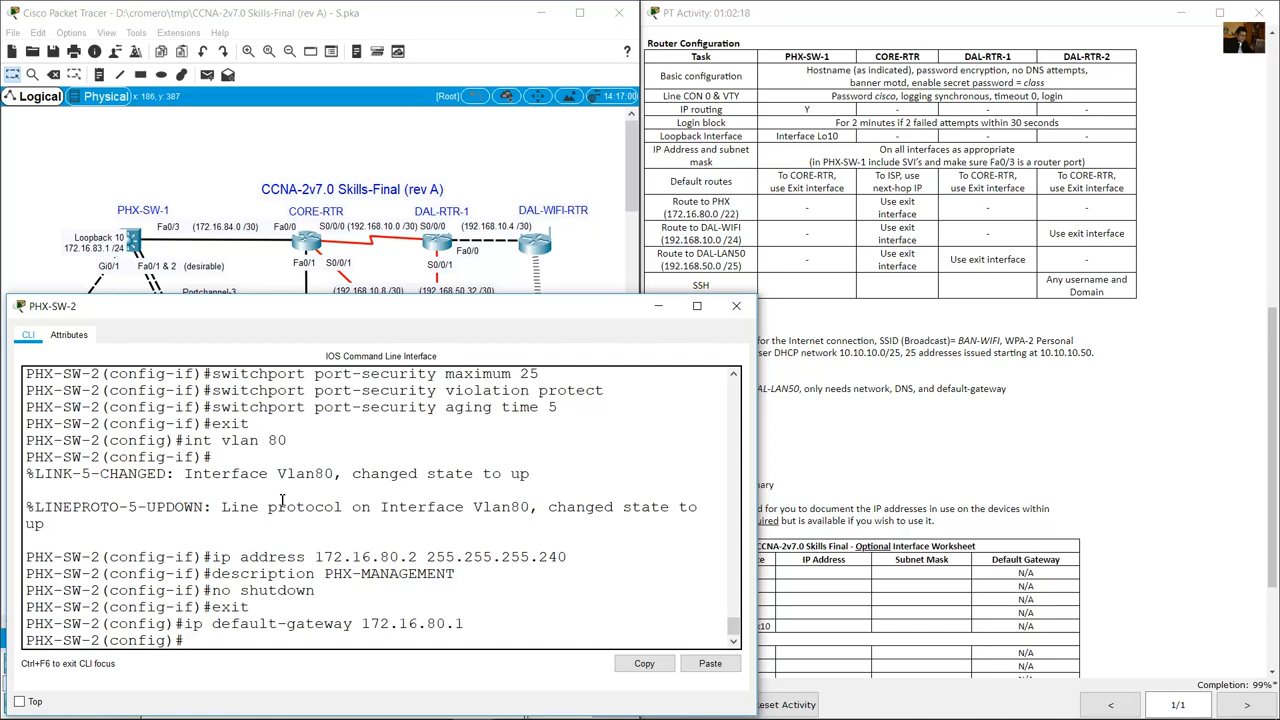 Cisco Packet Tracer - D:\cromero\tmp\CCNA-2v7.0 Skills-Final (rev A) - S.pka
File Edit Options View Tools Extensions Help
?
Logical
Physical
x: 186, y: 387
[Root]
14:17:00
CCNA-2v7.0 Skills-Final (rev A)
PHX-SW-1 CORE-RTR DAL-RTR-1 DAL-WIFI-RTR
Fa0/3 (172.16.84.0 /30) Fa0/0 S0/0/0 (192.168.10.0 /30) S0/0/0 (192.168.10.4 /30)
Loopback 10
172.16.83.1 /24
Fa0/0
Gi0/1 Fa0/1 & 2 (desirable) Fa0/1 S0/0/1 S0/0/1
Portchannel-3 (192.168.10.8 /30) (192.168.50.32 /30)
PHX-SW-2
CLI Attributes
IOS Command Line Interface
PHX-SW-2(config-if)#switchport port-security maximum 25
PHX-SW-2(config-if)#switchport port-security violation protect
PHX-SW-2(config-if)#switchport port-security aging time 5
PHX-SW-2(config-if)#exit
PHX-SW-2(config)#int vlan 80
PHX-SW-2(config-if)#
%LINK-5-CHANGED: Interface Vlan80, changed state to up
%LINEPROTO-5-UPDOWN: Line protocol on Interface Vlan80, changed state to
up
PHX-SW-2(config-if)#ip address 172.16.80.2 255.255.255.240
PHX-SW-2(config-if)#description PHX-MANAGEMENT
PHX-SW-2(config-if)#no shutdown
PHX-SW-2(config-if)#exit
PHX-SW-2(config)#ip default-gateway 172.16.80.1
PHX-SW-2(config)#
Ctrl+F6 to exit CLI focus
Copy Paste
Top
PT Activity: 01:02:18
Router Configuration
Task PHX-SW-1 CORE-RTR DAL-RTR-1 DAL-RTR-2
Basic configuration Hostname (as indicated), password encryption, no DNS attempts,
banner motd, enable secret password = class
Line CON 0 & VTY Password cisco, logging synchronous, timeout 0, login
IP routing Y - - -
Login block For 2 minutes if 2 failed attempts within 30 seconds
Loopback Interface Interface Lo10 - - -
IP Address and subnet mask On all interfaces as appropriate
(in PHX-SW-1 include SVI's and make sure Fa0/3 is a router port)
Default routes To CORE-RTR, use Exit interface To ISP, use next-hop IP To CORE-RTR, use Exit interface To CORE-RTR, use Exit interface
Route to PHX (172.16.80.0 /22) - Use exit interface - -
Route to DAL-WIFI (192.168.10.0 /24) - Use exit interface - Use exit interface
Route to DAL-LAN50 (192.168.50.0 /25) - Use exit interface Use exit interface -
SSH Any username and Domain
for the Internet connection, SSID (Broadcast)= BAN-WIFI, WPA-2 Personal
ser DHCP network 10.10.10.0/25, 25 addresses issued starting at 10.10.10.50.
AL-LAN50, only needs network, DNS, and default-gateway
mary
d for you to document the IP addresses in use on the devices within
uired but is available if you wish to use it.
CCNA-2v7.0 Skills Final - Optional Interface Worksheet
ce IP Address Subnet Mask Default Gateway
N/A
N/A
N/A
N/A
x10 N/A
N/A
N/A
Completion: 99%*
eset Activity
< 1/1 >